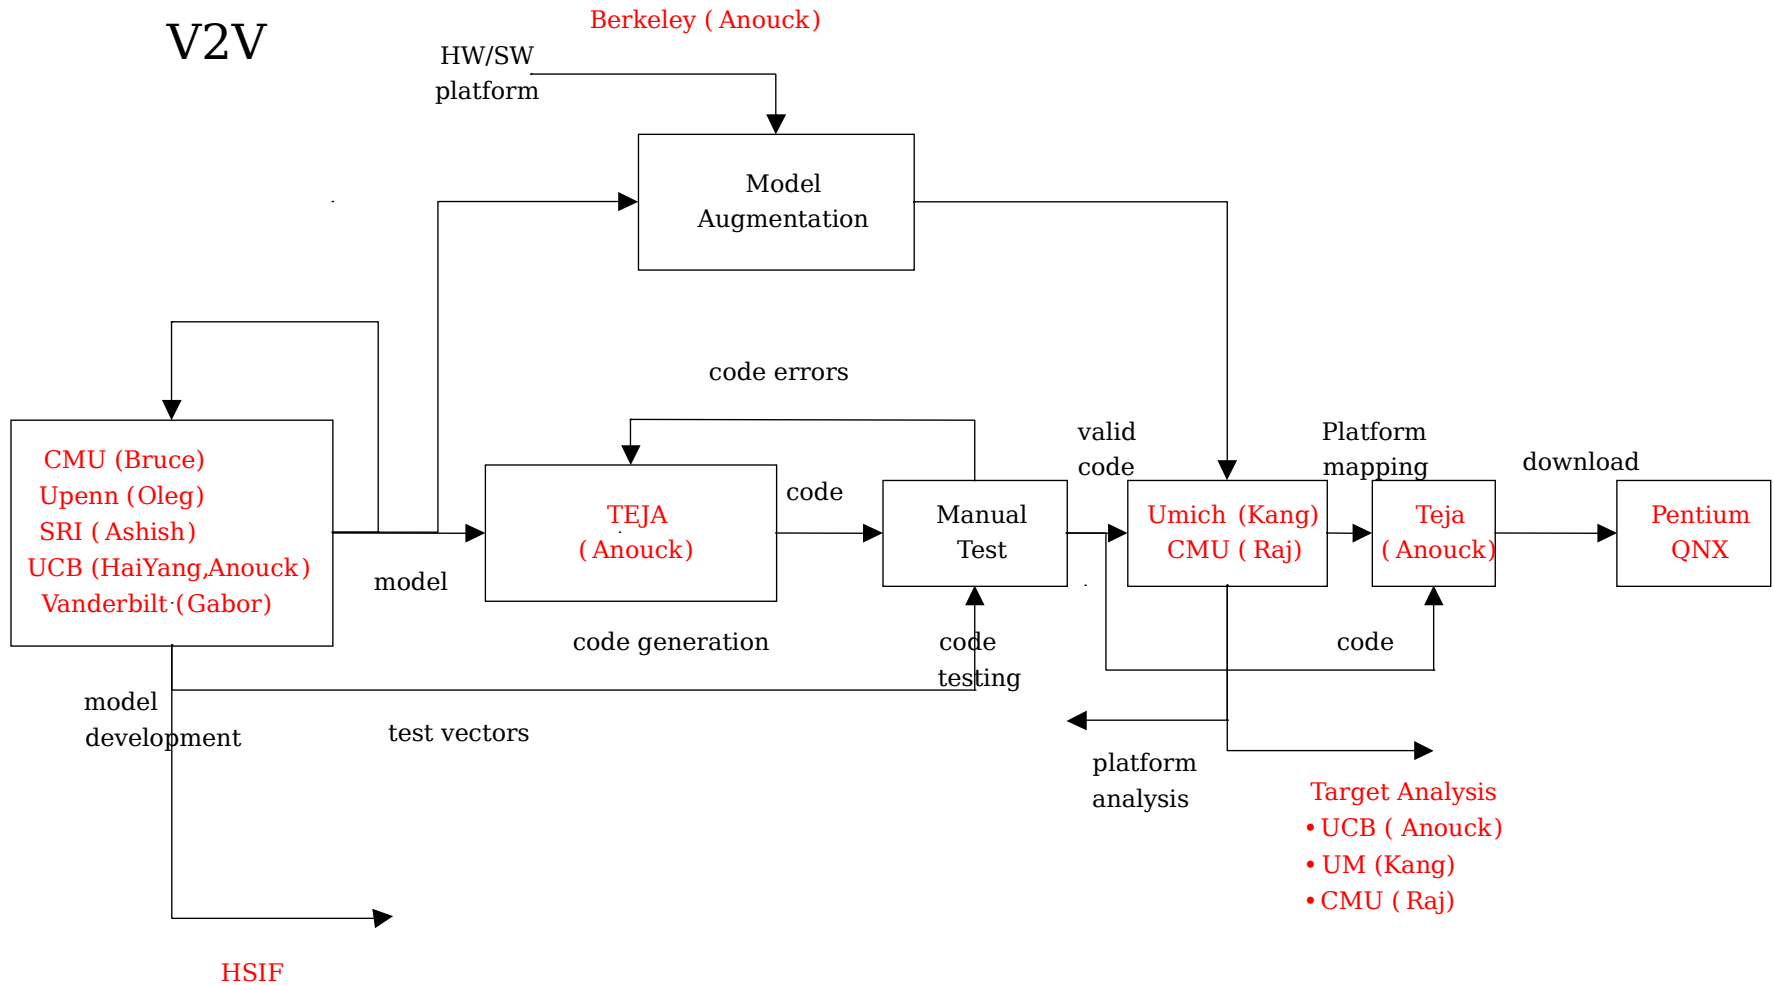 V2V
Berkeley ( Anouck)
HW/SW
platform
Model
Augmentation
code errors
CMU (Bruce)
Upenn (Oleg)
SRI ( Ashish)
UCB (HaiYang,Anouck)
Vanderbilt (Gabor)
model
TEJA
( Anouck)
code
Manual
Test
valid
code
Umich (Kang)
CMU ( Raj)
Platform
mapping
Teja
( Anouck)
download
Pentium
QNX
code generation
code
testing
code
model
development
test vectors
platform
analysis
Target Analysis
• UCB ( Anouck)
• UM (Kang)
• CMU ( Raj)
HSIF